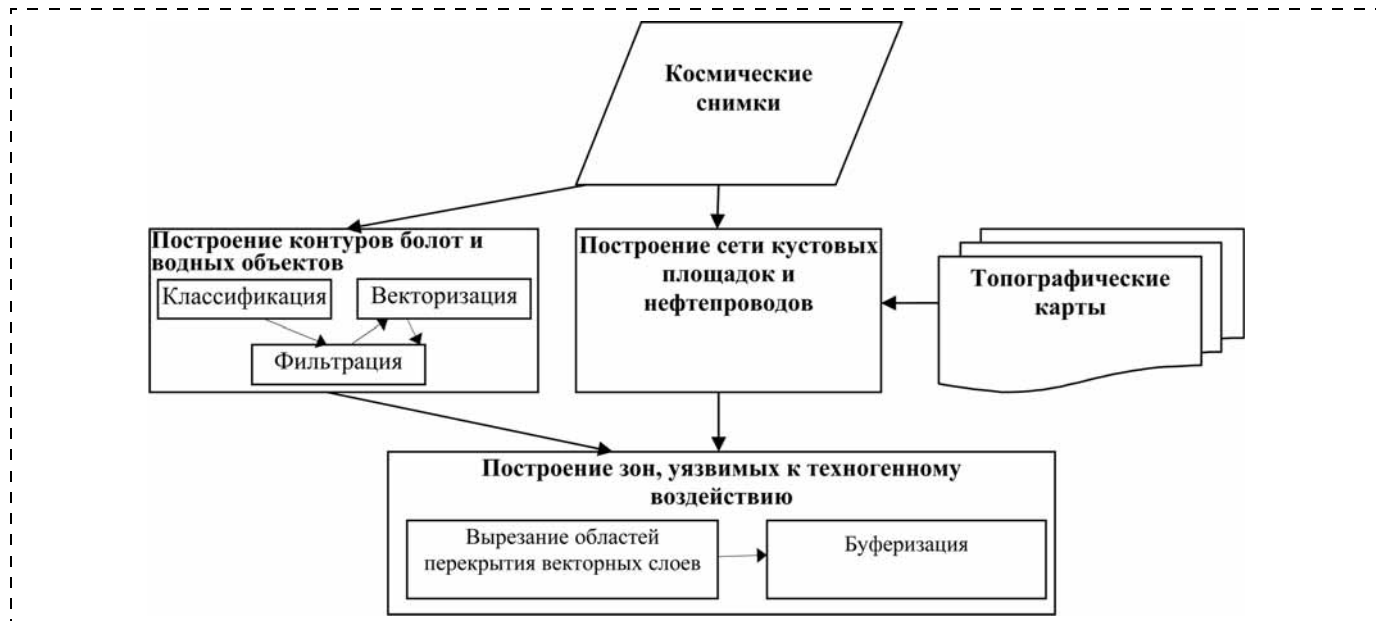 Космические
снимки
Построение контуров болот и
водных объектов
Классификация
Векторизация
Фильтрация
Построение сети кустовых
площадок и
нефтепроводов
Топографические
карты
Построение зон, уязвимых к техногенному
воздействию
Вырезание областей
перекрытия векторных слоев
Буферизация